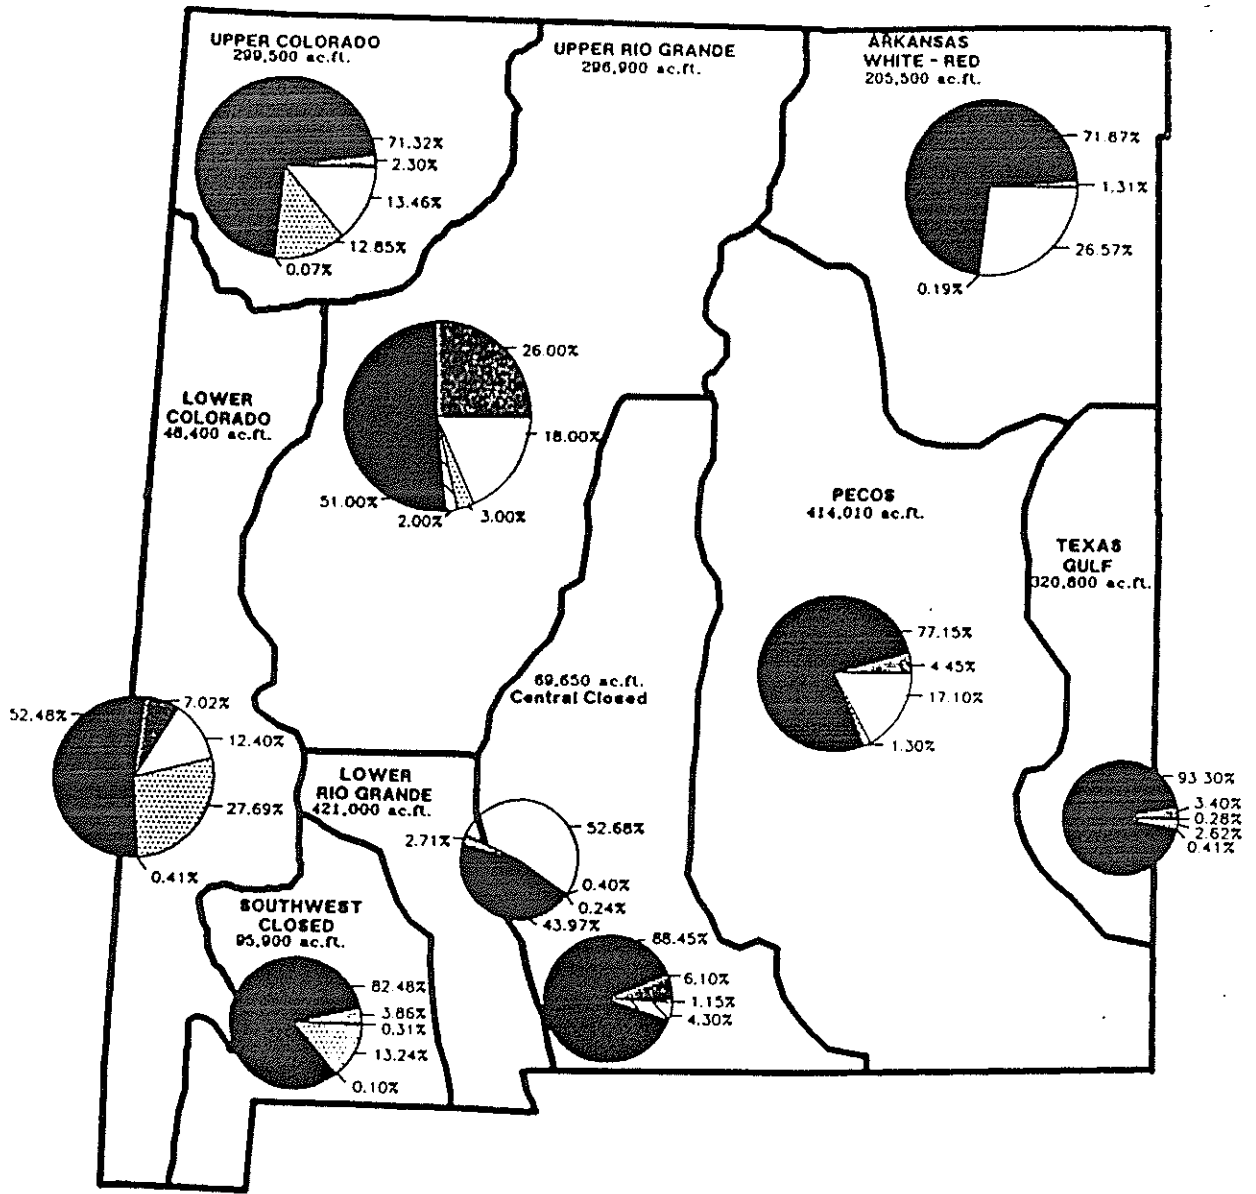 UPPER COLORADO
299,500 ac.ft.
71.32%
2.30%
13.46%
12.85%
0.07%
UPPER RIO GRANDE
296,900 ac.ft.
26.00%
18.00%
51.00%
2.00%
3.00%
ARKANSAS
WHITE - RED
205,500 ac.ft.
71.87%
1.31%
26.57%
0.19%
LOWER
COLORADO
48,400 ac.ft.
52.48%
7.02%
12.40%
27.69%
0.41%
PECOS
414,010 ac.ft.
77.15%
4.45%
17.10%
1.30%
TEXAS
GULF
320,800 ac.ft.
93.30%
3.40%
0.28%
2.62%
0.41%
69,650 ac.ft.
Central Closed
52.68%
2.71%
0.40%
0.24%
43.97%
LOWER
RIO GRANDE
421,000 ac.ft.
88.45%
6.10%
1.15%
4.30%
SOUTHWEST
CLOSED
95,900 ac.ft.
82.48%
3.86%
0.31%
13.24%
0.10%